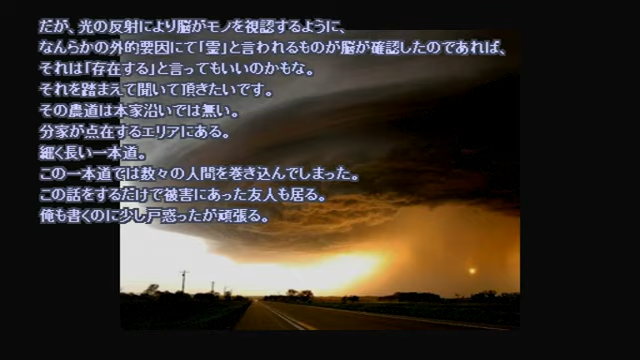 だが、光の反射により脳がモノを視認するように、
なんらかの外的要因にて「霊」と言われるものが脳が確認したのであれば、
それは「存在する」と言ってもいいのかもな。
それを踏まえて聞いて頂きたいです。
その農道は本家沿いでは無い。
分家が点在するエリアにある。
細く長い一本道。
この一本道では数々の人間を巻き込んでしまった。
この話をするだけで被害にあった友人も居る。
俺も書くのに少し戸惑ったが頑張る。